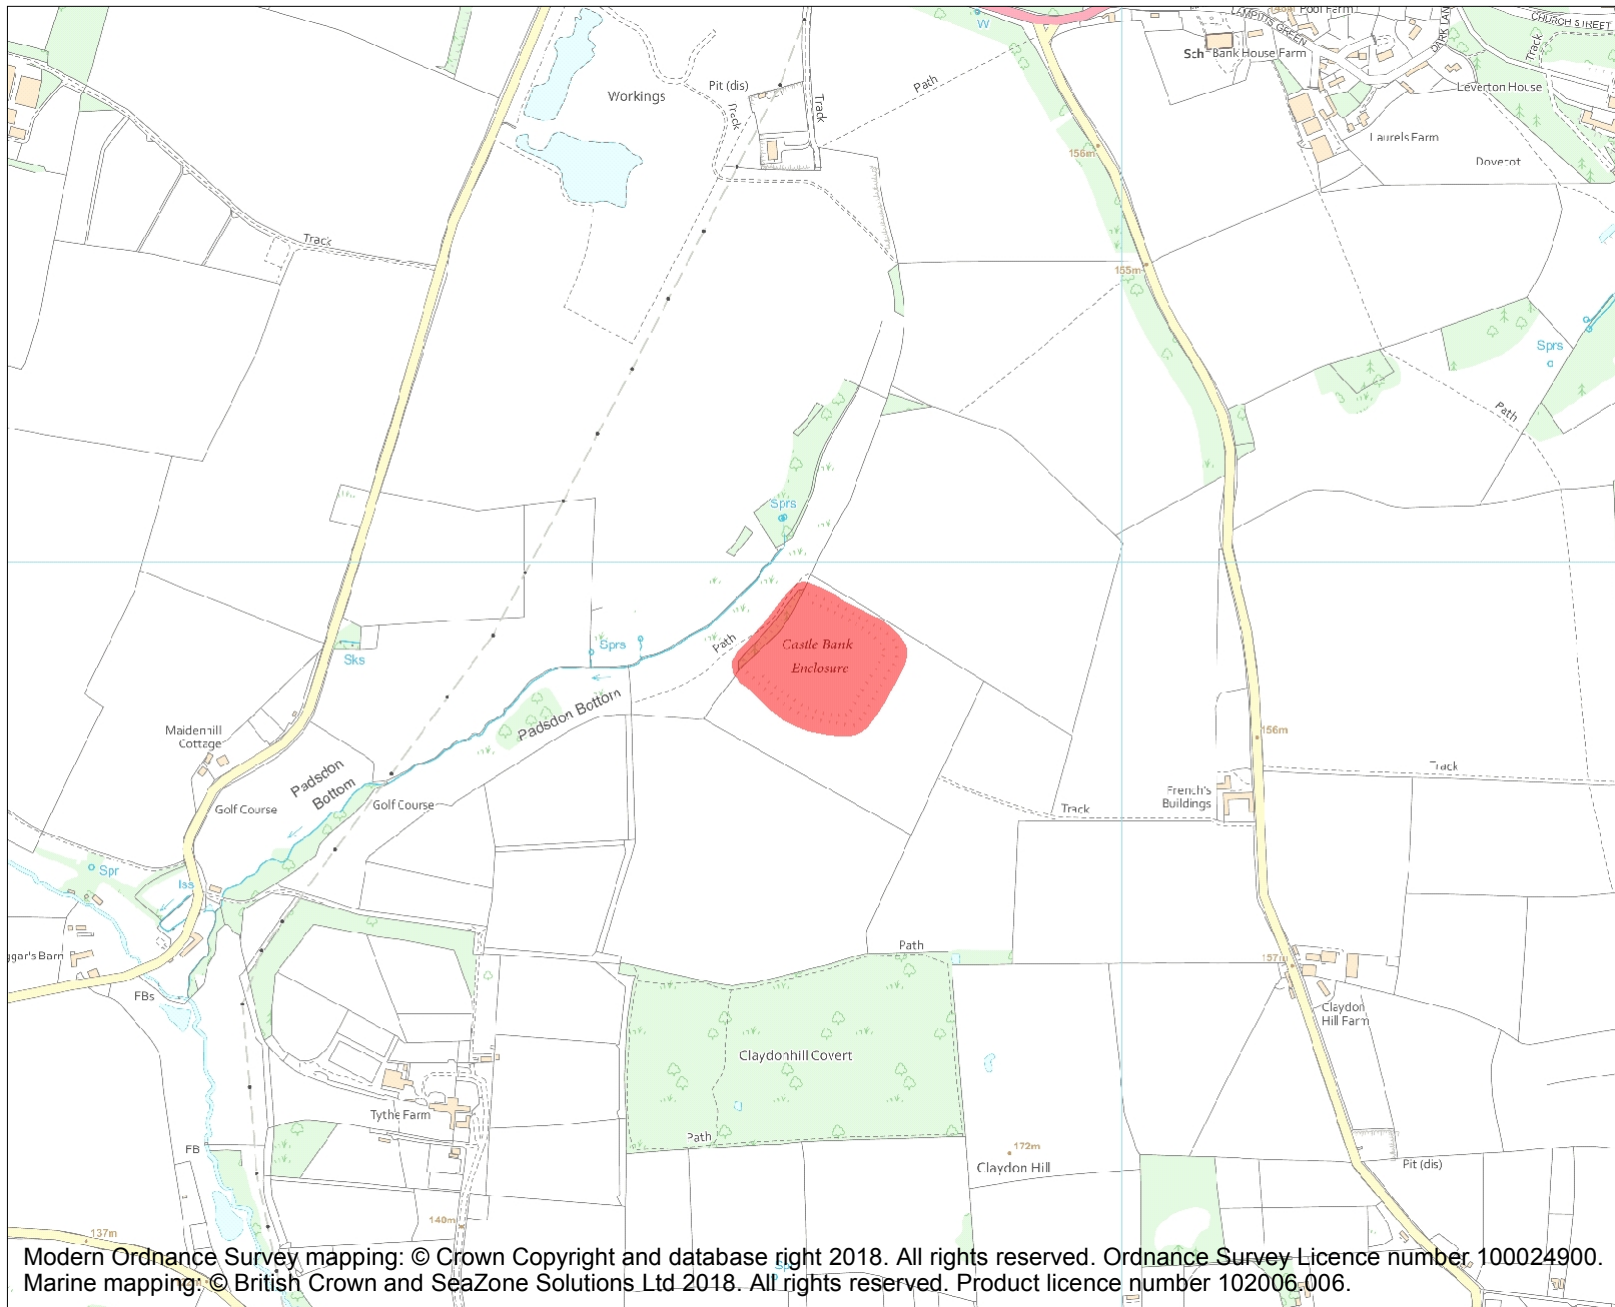 W
LEMPITTS GREEN
Pool Farm
DARK LAN
CHURCH STREET
Track
Sch
Bank House Farm
Leverton House
Workings
Pit (dis)
Track
Track
Path
Laurels Farm
Dovecot
156m
Track
155m
Sprs
Path
Sprs
Castle Bank
Enclosure
Path
Sprs
Sks
Padsdon Bottom
Maidenhill
Cottage
Padsdon
Bottom
Golf Course
Golf Course
156m
Track
French's
Buildings
Track
Spr
Iss
ggar's Barn
FBs
Path
157m
Claydon
Hill Farm
Claydonhill Covert
Tythe Farm
Path
FB
172m
Claydon Hill
Pit (dis)
140m
137m
Modern Ordnance Survey mapping: © Crown Copyright and database right 2018. All rights reserved. Ordnance Survey Licence number 100024900.
Marine mapping: © British Crown and SeaZone Solutions Ltd 2018. All rights reserved. Product licence number 102006.006.